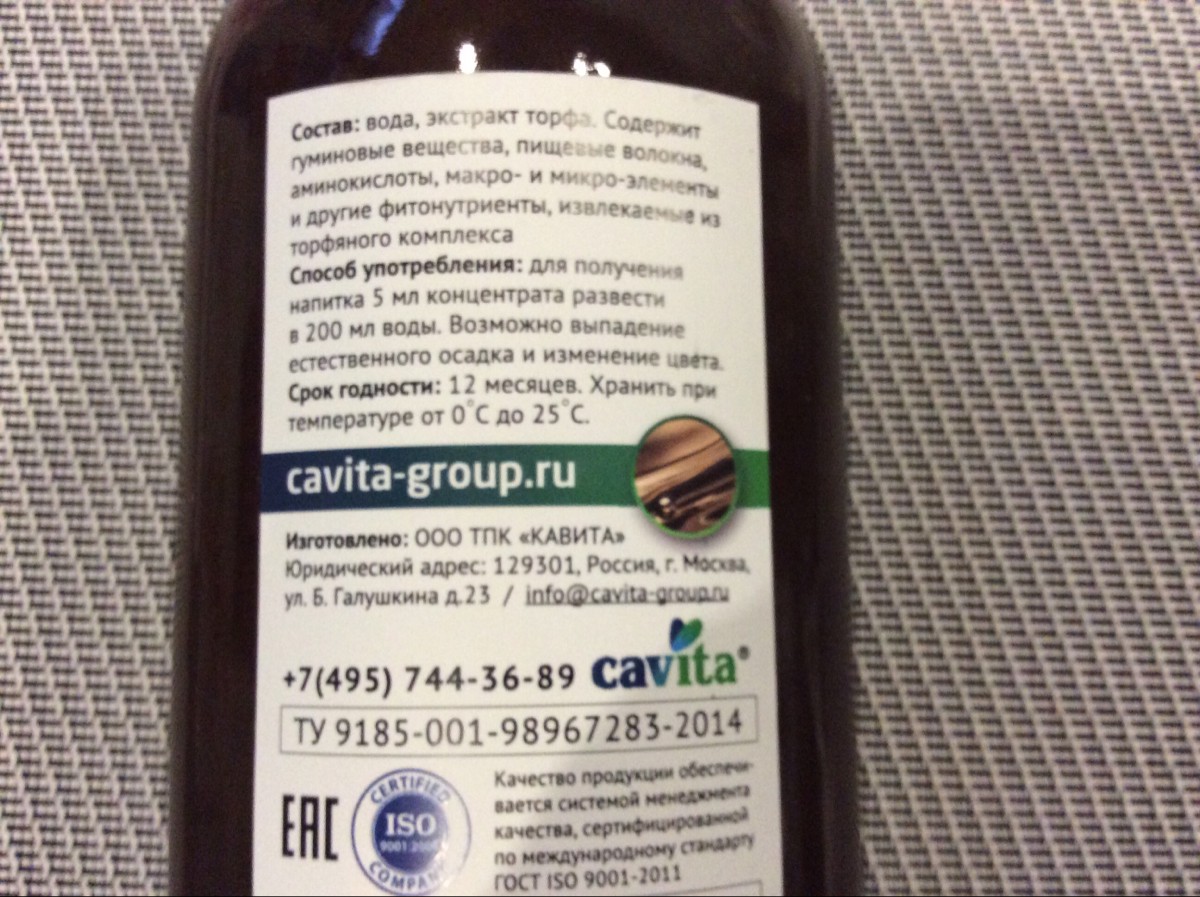 Состав: вода, экстракт торфа. Содержит
гуминовые вещества, пищевые волокна,
аминокислоты, макро- и микро-элементы
и другие фитонутриенты, извлекаемые из
торфяного комплекса
Способ употребления: для получения
напитка 5 мл концентрата развести
в 200 мл воды. Возможно выпадение
естественного осадка и изменение цвета.
Срок годности: 12 месяцев. Хранить при
температуре от 0°С до 25°С.
cavita-group.ru
Изготовлено: ООО ТПК «КАВИТА»
Юридический адрес: 129301, Россия, г. Москва,
ул. Б. Галушкина д.23 / info@cavita-group.ru
+7(495) 744-36-89 cavita®
ТУ 9185-001-98967283-2014
EAC
CERTIFIED
ISO
COMPANY
Качество продукции обеспечи-
вается системой менеджмента
качества, сертифицированной
по международному стандарту
ГОСТ ISO 9001-2011